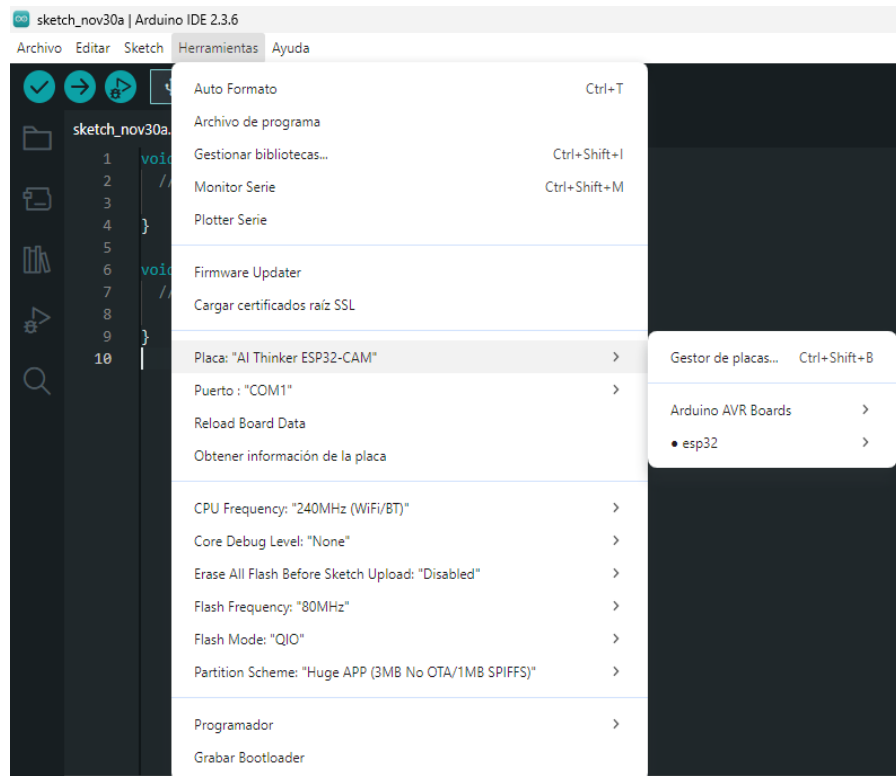 sketch_nov30a | Arduino IDE 2.3.6
Archivo Editar Sketch Herramientas Ayuda
Auto Formato Ctrl+T
Archivo de programa
Gestionar bibliotecas... Ctrl+Shift+I
Monitor Serie Ctrl+Shift+M
Plotter Serie
Firmware Updater
Cargar certificados raíz SSL
Placa: "AI Thinker ESP32-CAM"
Puerto : "COM1"
Reload Board Data
Obtener información de la placa
CPU Frequency: "240MHz (WiFi/BT)"
Core Debug Level: "None"
Erase All Flash Before Sketch Upload: "Disabled"
Flash Frequency: "80MHz"
Flash Mode: "QIO"
Partition Scheme: "Huge APP (3MB No OTA/1MB SPIFFS)"
Programador
Grabar Bootloader
Gestor de placas... Ctrl+Shift+B
Arduino AVR Boards
● esp32
sketch_nov30a.
1 void
2 //
3
4 }
5
6 void
7 //
8
9 }
10